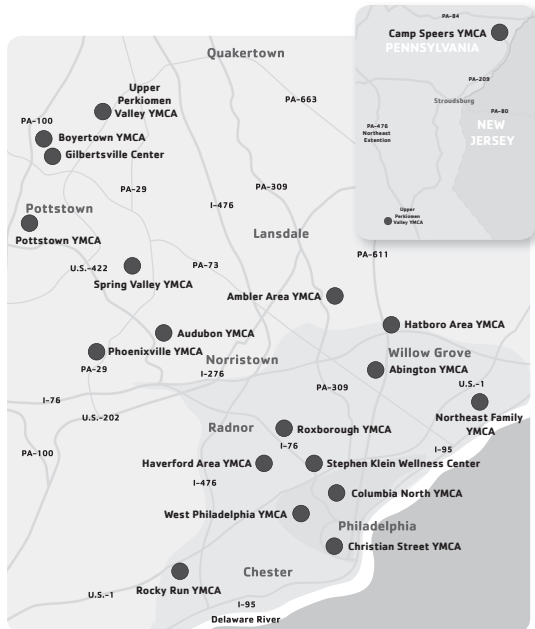 PA-84
Camp Speers YMCA
PENNSYLVANIA
PA-209
Stroudsburg
PA-80
NEW
JERSEY
PA-476
Northeast
Extention
Upper
Perkiomen
Valley YMCA
Quakertown
Upper
Perkiomen
Valley YMCA
PA-663
PA-100
Boyertown YMCA
Gilbertsville Center
PA-29
PA-309
I-476
Pottstown
Pottstown YMCA
Lansdale
PA-611
U.S.-422
PA-73
Spring Valley YMCA
Ambler Area YMCA
Hatboro Area YMCA
Audubon YMCA
Phoenixville YMCA
Norristown
Willow Grove
PA-29
I-276
Abington YMCA
PA-309
U.S.-1
I-76
U.S.-202
Northeast Family
YMCA
Radnor
Roxborough YMCA
I-76
I-95
PA-100
Haverford Area YMCA
Stephen Klein Wellness Center
I-476
Columbia North YMCA
West Philadelphia YMCA
Philadelphia
Christian Street YMCA
Chester
Rocky Run YMCA
U.S.-1
I-95
Delaware River